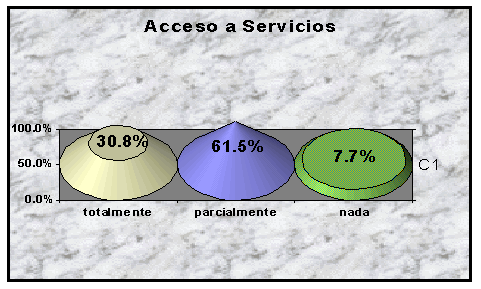 Acceso a Servicios
100.0%
30.8%
61.5%
7.7%
50.0%
C1
0.0%
totalmente parcialmente nada